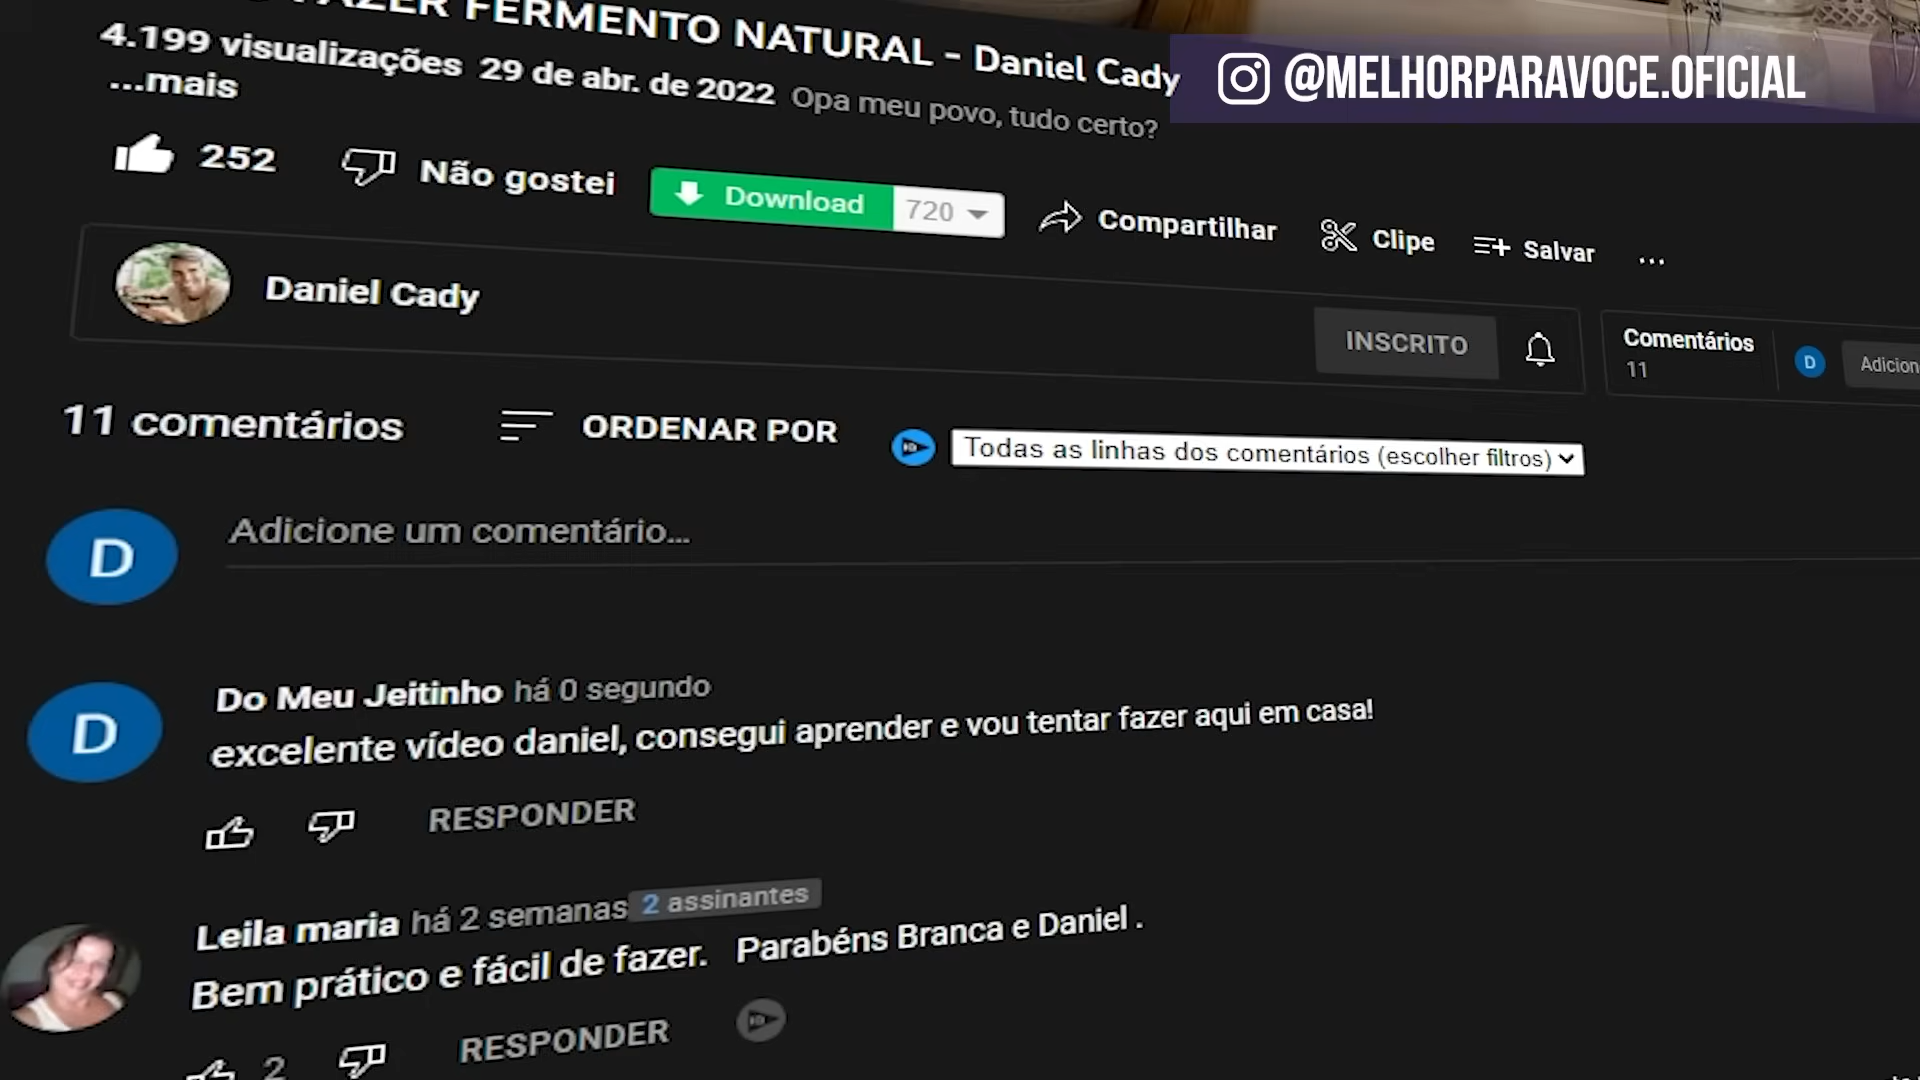 FAZER FERMENTO NATURAL - Daniel Cady
@MELHORPARAVOCE.OFICIAL
4.199 visualizações 29 de abr. de 2022 Opa meu povo, tudo certo?
...mais
252 Não gostei Download 720 Compartilhar Clipe Salvar ...
Daniel Cady
INSCRITO
Comentários
11
D
Adicion
11 comentários ORDENAR POR Todas as linhas dos comentários (escolher filtros)
D
Adicione um comentário...
D
Do Meu Jeitinho há 0 segundo
excelente vídeo daniel, consegui aprender e vou tentar fazer aqui em casa!
RESPONDER
Leila maria há 2 semanas 2 assinantes
Bem prático e fácil de fazer. Parabéns Branca e Daniel .
2 RESPONDER